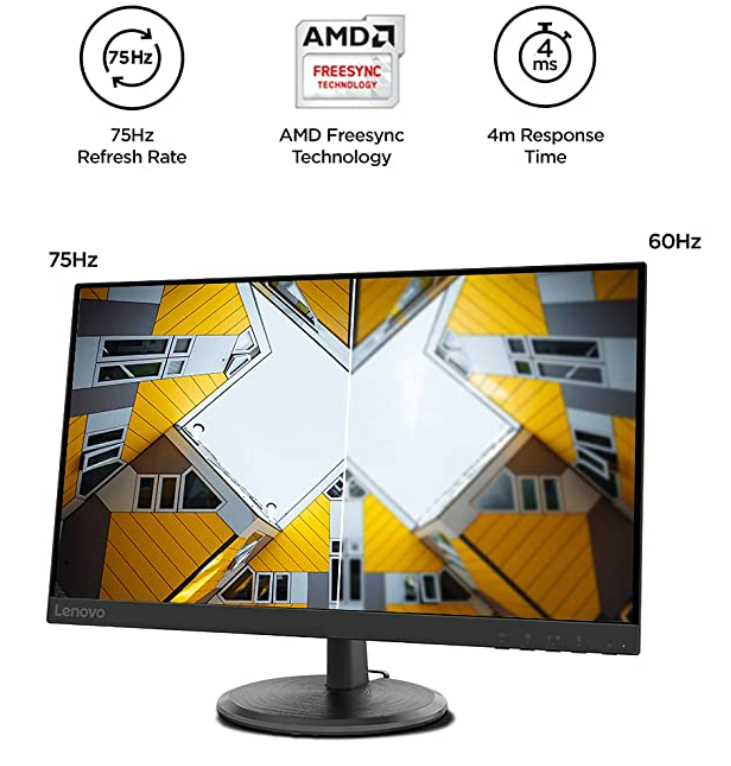 75Hz
AMD
FREESYNC
TECHNOLOGY
4
ms
75Hz
Refresh Rate
AMD Freesync
Technology
4m Response
Time
75Hz
60Hz
Lenovo